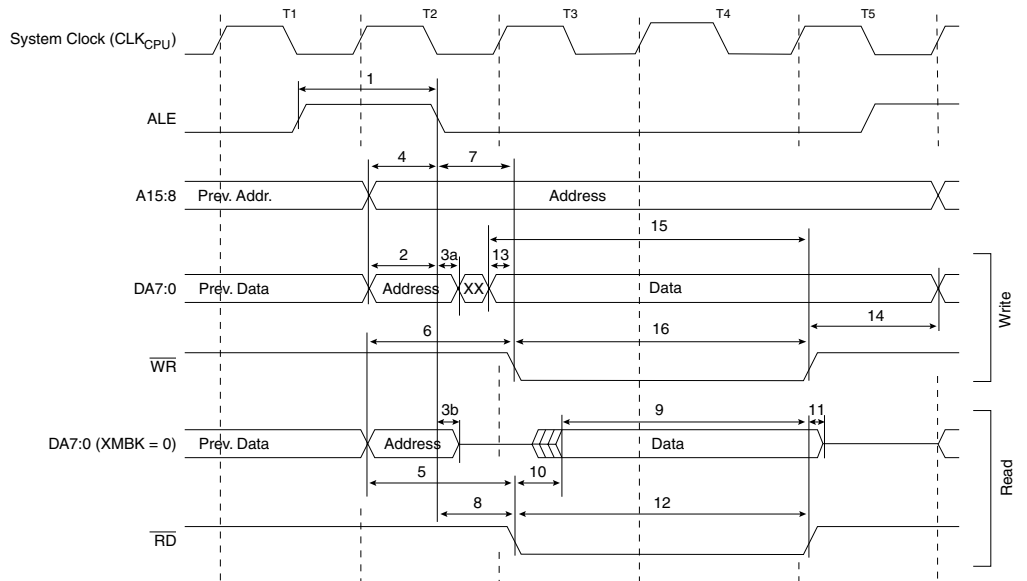 T1 T2 T3 T4 T5
System Clock (CLKCPU)
1
ALE
4 7
A15:8 Prev. Addr. Address
15
2 3a 13
DA7:0 Prev. Data Address XX Data
14
6 16
WR
Write
3b 9 11
DA7:0 (XMBK = 0) Prev. Data Address Data
5 10
8 12
RD
Read